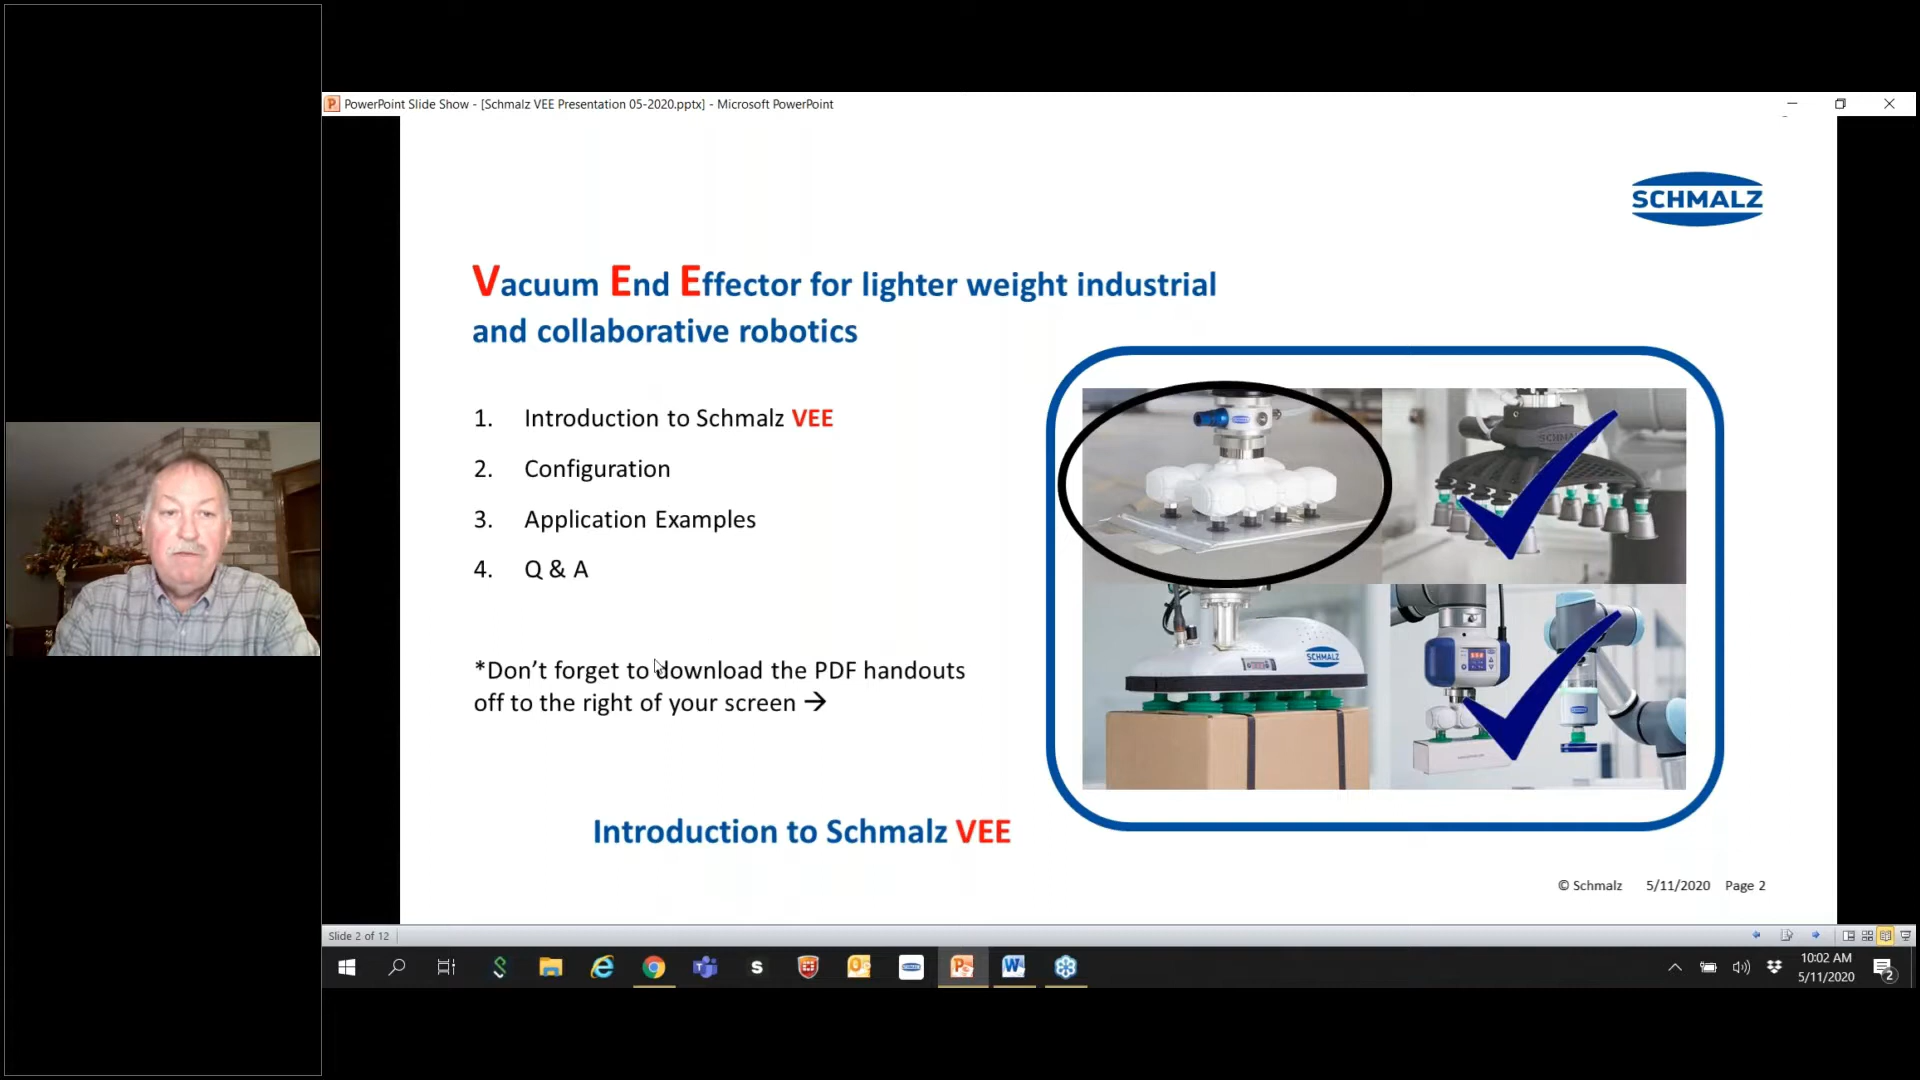 PowerPoint Slide Show - [Schmalz VEE Presentation 05-2020.pptx] - Microsoft PowerPoint
SCHMALZ
Vacuum End Effector for lighter weight industrial
and collaborative robotics
1. Introduction to Schmalz VEE
2. Configuration
3. Application Examples
4. Q & A
*Don’t forget to download the PDF handouts
off to the right of your screen →
SCHMALZ
SCHMALZ
Introduction to Schmalz VEE
© Schmalz 5/11/2020 Page 2
Slide 2 of 12
10:02 AM
5/11/2020
2